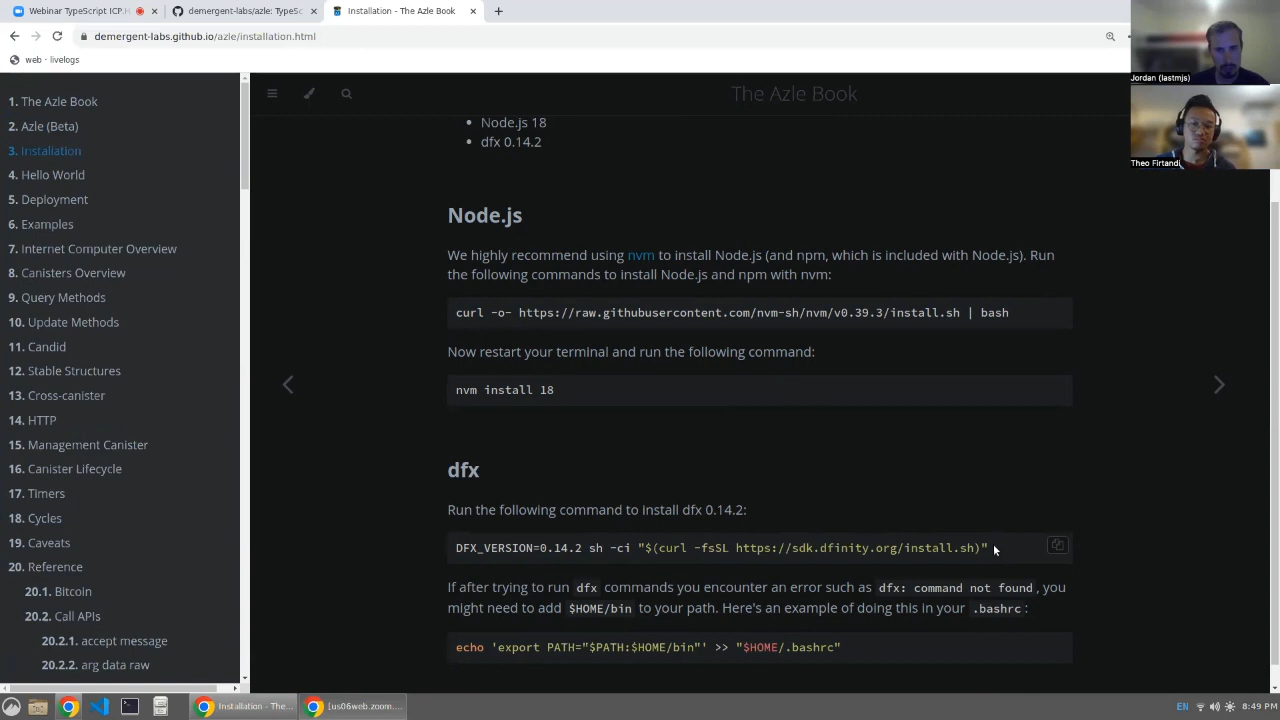 Webinar TypeScript ICP.H
demergent-labs/azle: TypeSc
Installation - The Azle Book
demergent-labs.github.io/azle/installation.html
web · livelogs
Jordan (lastmjs)
Theo Firtandi
1. The Azle Book
2. Azle (Beta)
3. Installation
4. Hello World
5. Deployment
6. Examples
7. Internet Computer Overview
8. Canisters Overview
9. Query Methods
10. Update Methods
11. Candid
12. Stable Structures
13. Cross-canister
14. HTTP
15. Management Canister
16. Canister Lifecycle
17. Timers
18. Cycles
19. Caveats
20. Reference
20.1. Bitcoin
20.2. Call APIs
20.2.1. accept message
20.2.2. arg data raw
The Azle Book
Node.js 18
dfx 0.14.2
Node.js
We highly recommend using nvm to install Node.js (and npm, which is included with Node.js). Run
the following commands to install Node.js and npm with nvm:
curl -o- https://raw.githubusercontent.com/nvm-sh/nvm/v0.39.3/install.sh | bash
Now restart your terminal and run the following command:
nvm install 18
dfx
Run the following command to install dfx 0.14.2:
DFX_VERSION=0.14.2 sh -ci "$(curl -fsSL https://sdk.dfinity.org/install.sh)"
If after trying to run dfx commands you encounter an error such as dfx: command not found, you
might need to add $HOME/bin to your path. Here's an example of doing this in your .bashrc:
echo 'export PATH="$PATH:$HOME/bin"' >> "$HOME/.bashrc"
Installation - The...
[us06web.zoom....
EN
8:49 PM